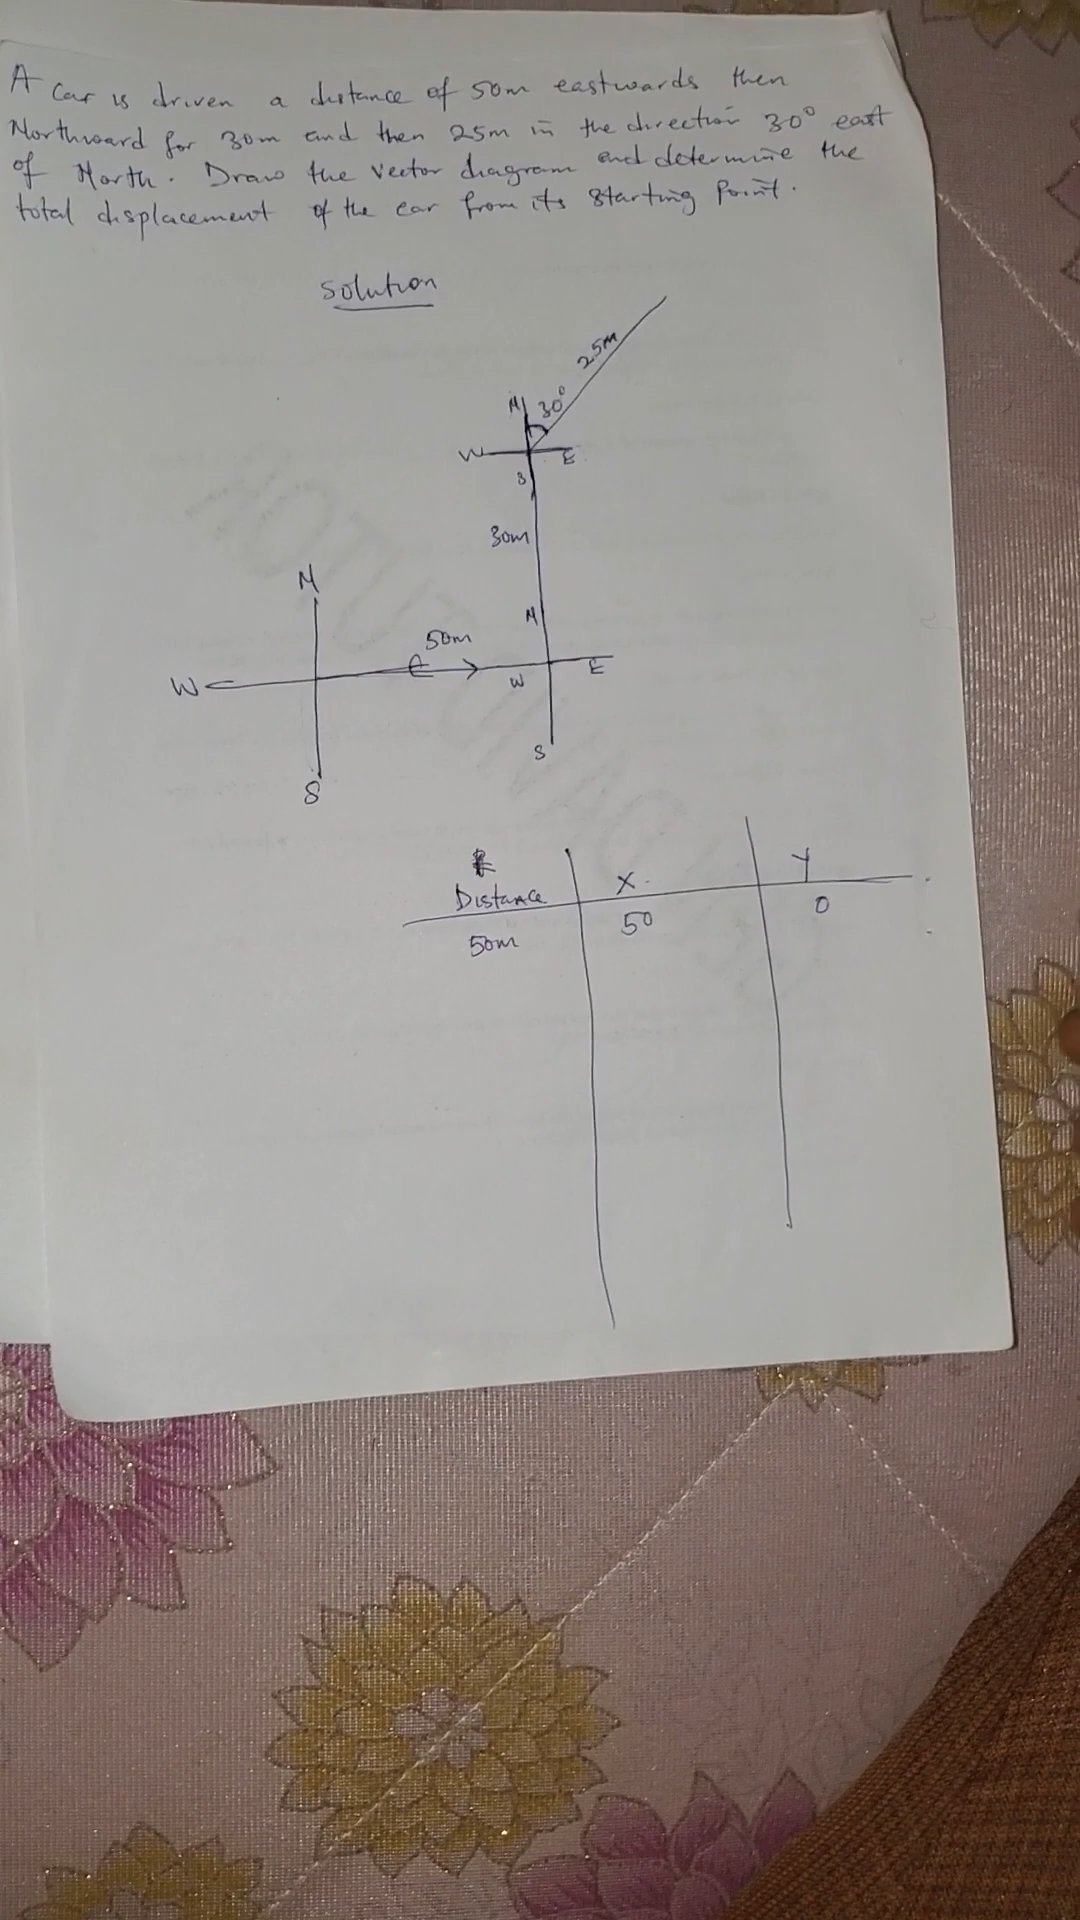 A car is driven a distance of 50m eastwards then
Northward for 30m and then 25m in the direction 30° east
of North. Draw the vector diagram and determine the
total displacement of the car from its starting Point.
Solution
25m
N 30°
W E
S
30m
N
N
50m
W W E
S
S
Distance X Y
50m 50 0